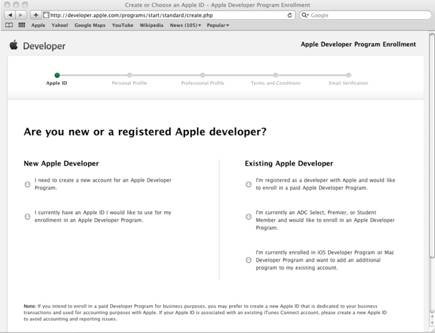 Create or Choose an Apple ID - Apple Developer Program Enrollment
http://developer.apple.com/programs/start/standard/create.php
Google
Apple Yahoo! Google Maps YouTube Wikipedia News (105) Popular
Developer
Apple Developer Program Enrollment
Apple ID Personal Profile Professional Profile Terms and Conditions Email Verification
Are you new or a registered Apple developer?
New Apple Developer
I need to create a new account for an Apple Developer
Program.
I currently have an Apple ID I would like to use for my
enrollment in an Apple Developer Program.
Existing Apple Developer
I'm registered as a developer with Apple and would like
to enroll in a paid Apple Developer Program.
I'm currently an ADC Select, Premier, or Student
Member and would like to enroll in an Apple Developer
Program.
I'm currently enrolled in iOS Developer Program or Mac
Developer Program and want to add an additional
program to my existing account.
Note: If you intend to enroll in a paid Developer Program for business purposes, you may prefer to create a new Apple ID that is dedicated to your business
transactions and used for accounting purposes with Apple. If your Apple ID is associated with an existing iTunes Connect account, please create a new Apple ID
to avoid accounting and reporting issues.